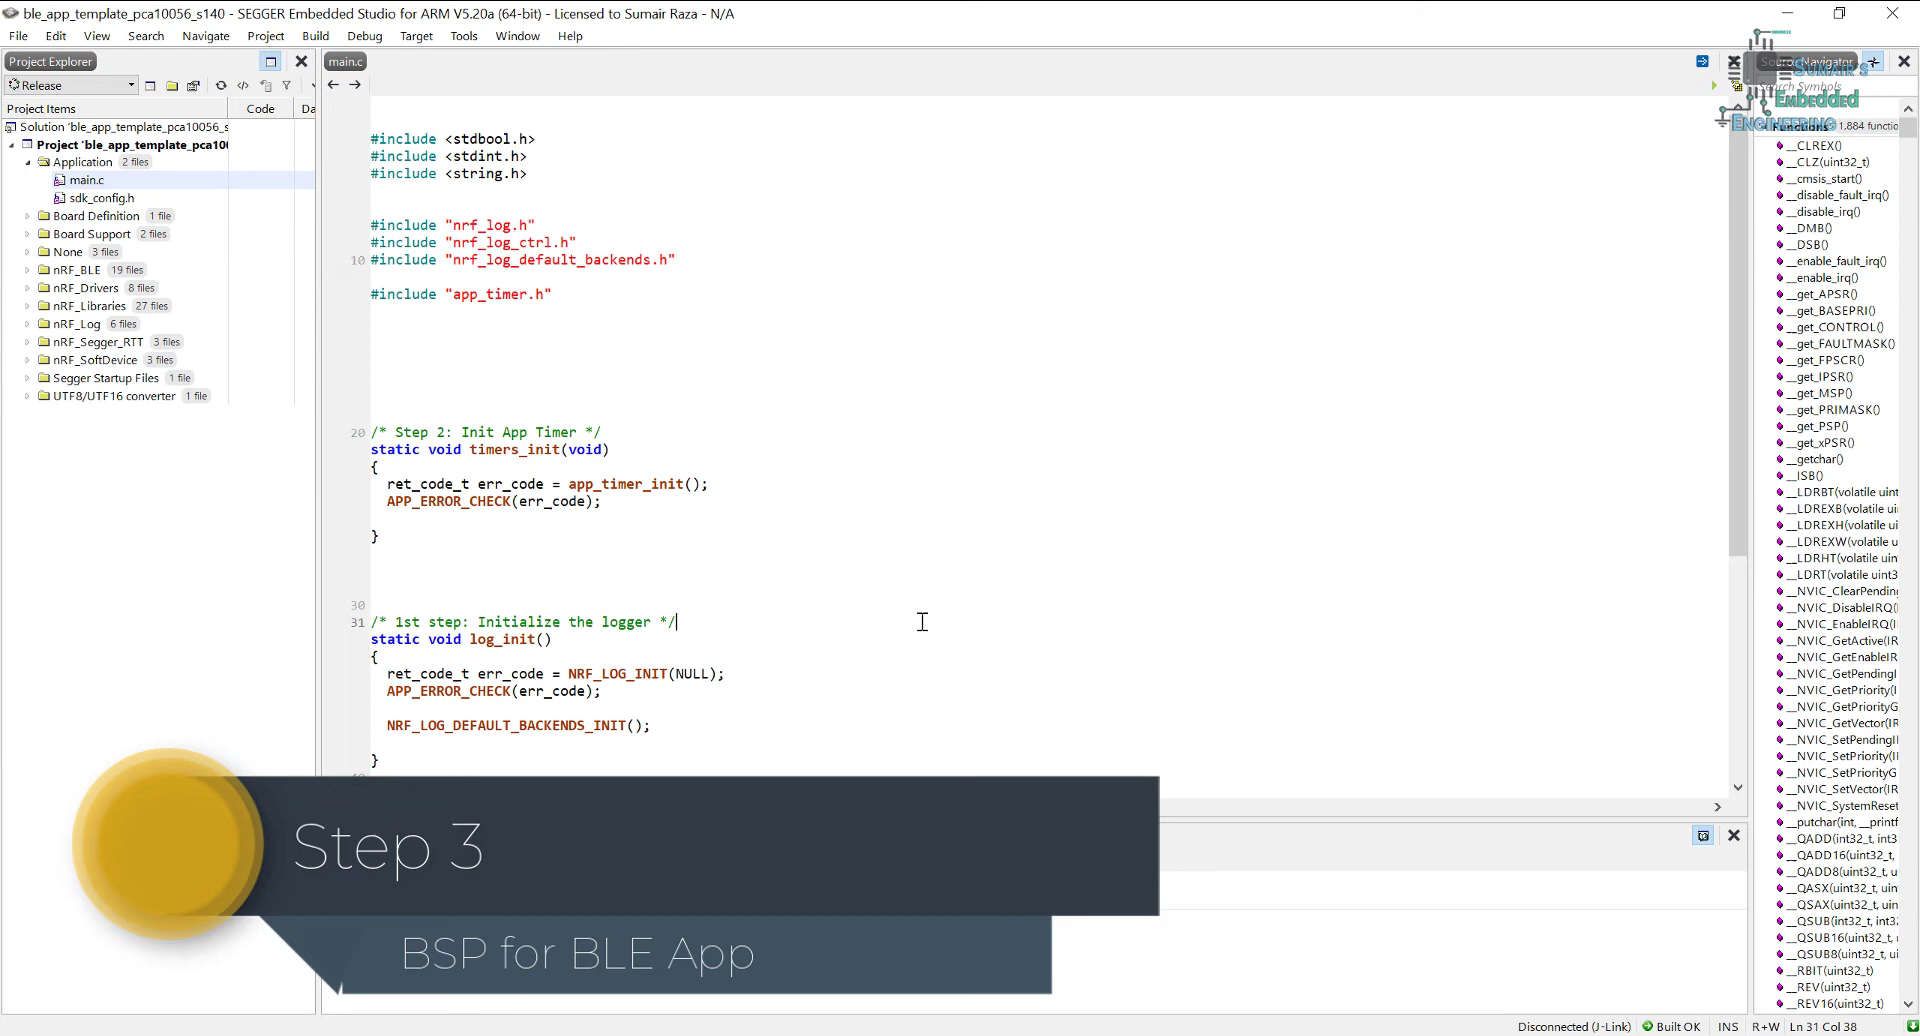 ble_app_template_pca10056_s140 - SEGGER Embedded Studio for ARM V5.20a (64-bit) - Licensed to Sumair Raza - N/A
File Edit View Search Navigate Project Build Debug Target Tools Window Help
Project Explorer
main.c
Source Navigator
Release
Search Symbols
Sumair's
Embedded
Engineering
Project Items Code Da
Solution 'ble_app_template_pca10056_s
Project 'ble_app_template_pca100
Application 2 files
main.c
sdk_config.h
Board Definition 1 file
Board Support 2 files
None 3 files
nRF_BLE 19 files
nRF_Drivers 8 files
nRF_Libraries 27 files
nRF_Log 6 files
nRF_Segger_RTT 3 files
nRF_SoftDevice 3 files
Segger Startup Files 1 file
UTF8/UTF16 converter 1 file
#include <stdbool.h>
#include <stdint.h>
#include <string.h>
#include "nrf_log.h"
#include "nrf_log_ctrl.h"
10 #include "nrf_log_default_backends.h"
#include "app_timer.h"
20 /* Step 2: Init App Timer */
static void timers_init(void)
{
ret_code_t err_code = app_timer_init();
APP_ERROR_CHECK(err_code);
}
30
31 /* 1st step: Initialize the logger */
static void log_init()
{
ret_code_t err_code = NRF_LOG_INIT(NULL);
APP_ERROR_CHECK(err_code);
NRF_LOG_DEFAULT_BACKENDS_INIT();
}
Functions 1,884 functio
__CLREX()
__CLZ(uint32_t)
__cmsis_start()
__disable_fault_irq()
__disable_irq()
__DMB()
__DSB()
__enable_fault_irq()
__enable_irq()
__get_APSR()
__get_BASEPRI()
__get_CONTROL()
__get_FAULTMASK()
__get_FPSCR()
__get_IPSR()
__get_MSP()
__get_PRIMASK()
__get_PSP()
__get_xPSR()
__getchar()
__ISB()
__LDRBT(volatile uint
__LDREXB(volatile ui
__LDREXH(volatile ui
__LDREXW(volatile u
__LDRHT(volatile uin
__LDRT(volatile uint3
__NVIC_ClearPending
__NVIC_DisableIRQ(I
__NVIC_EnableIRQ(I
__NVIC_GetActive(IR
__NVIC_GetEnableIR
__NVIC_GetPendingI
__NVIC_GetPriority(I
__NVIC_GetPriorityG
__NVIC_GetVector(IR
__NVIC_SetPendingI
__NVIC_SetPriority(IR
__NVIC_SetPriorityG
__NVIC_SetVector(IR
__NVIC_SystemReset
__putchar(int, __printf
__QADD(int32_t, int3
__QADD16(uint32_t,
__QADD8(uint32_t, u
__QASX(uint32_t, uin
__QSAX(uint32_t, uin
__QSUB(int32_t, int32
__QSUB16(uint32_t, u
__QSUB8(uint32_t, ui
__RBIT(uint32_t)
__REV(uint32_t)
__REV16(uint32_t)
Step 3
BSP for BLE App
Disconnected (J-Link) Built OK INS R+W Ln 31 Col 38